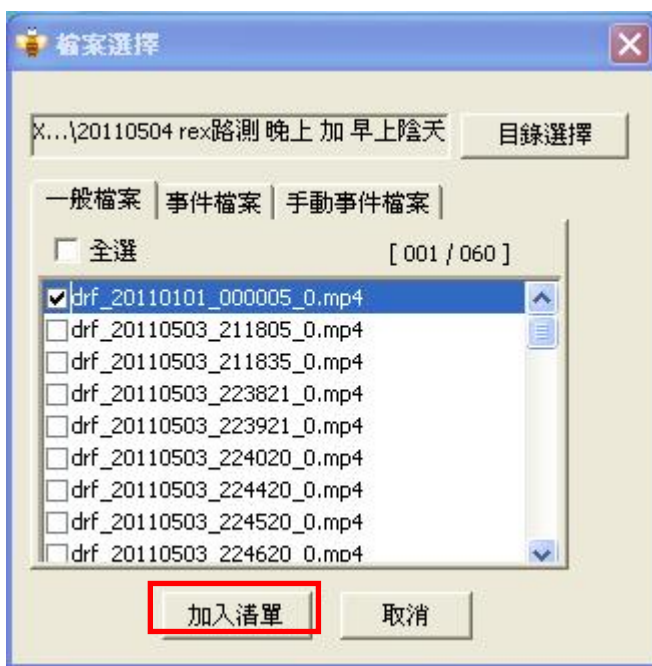 檔案選擇
X...\20110504 rex路測 晚上 加 早上陰天 目錄選擇
一般檔案 事件檔案 手動事件檔案
全選 [ 001 / 060 ]
drf_20110101_000005_0.mp4
drf_20110503_211805_0.mp4
drf_20110503_211835_0.mp4
drf_20110503_223821_0.mp4
drf_20110503_223921_0.mp4
drf_20110503_224020_0.mp4
drf_20110503_224420_0.mp4
drf_20110503_224520_0.mp4
drf_20110503_224620_0.mp4
加入清單 取消